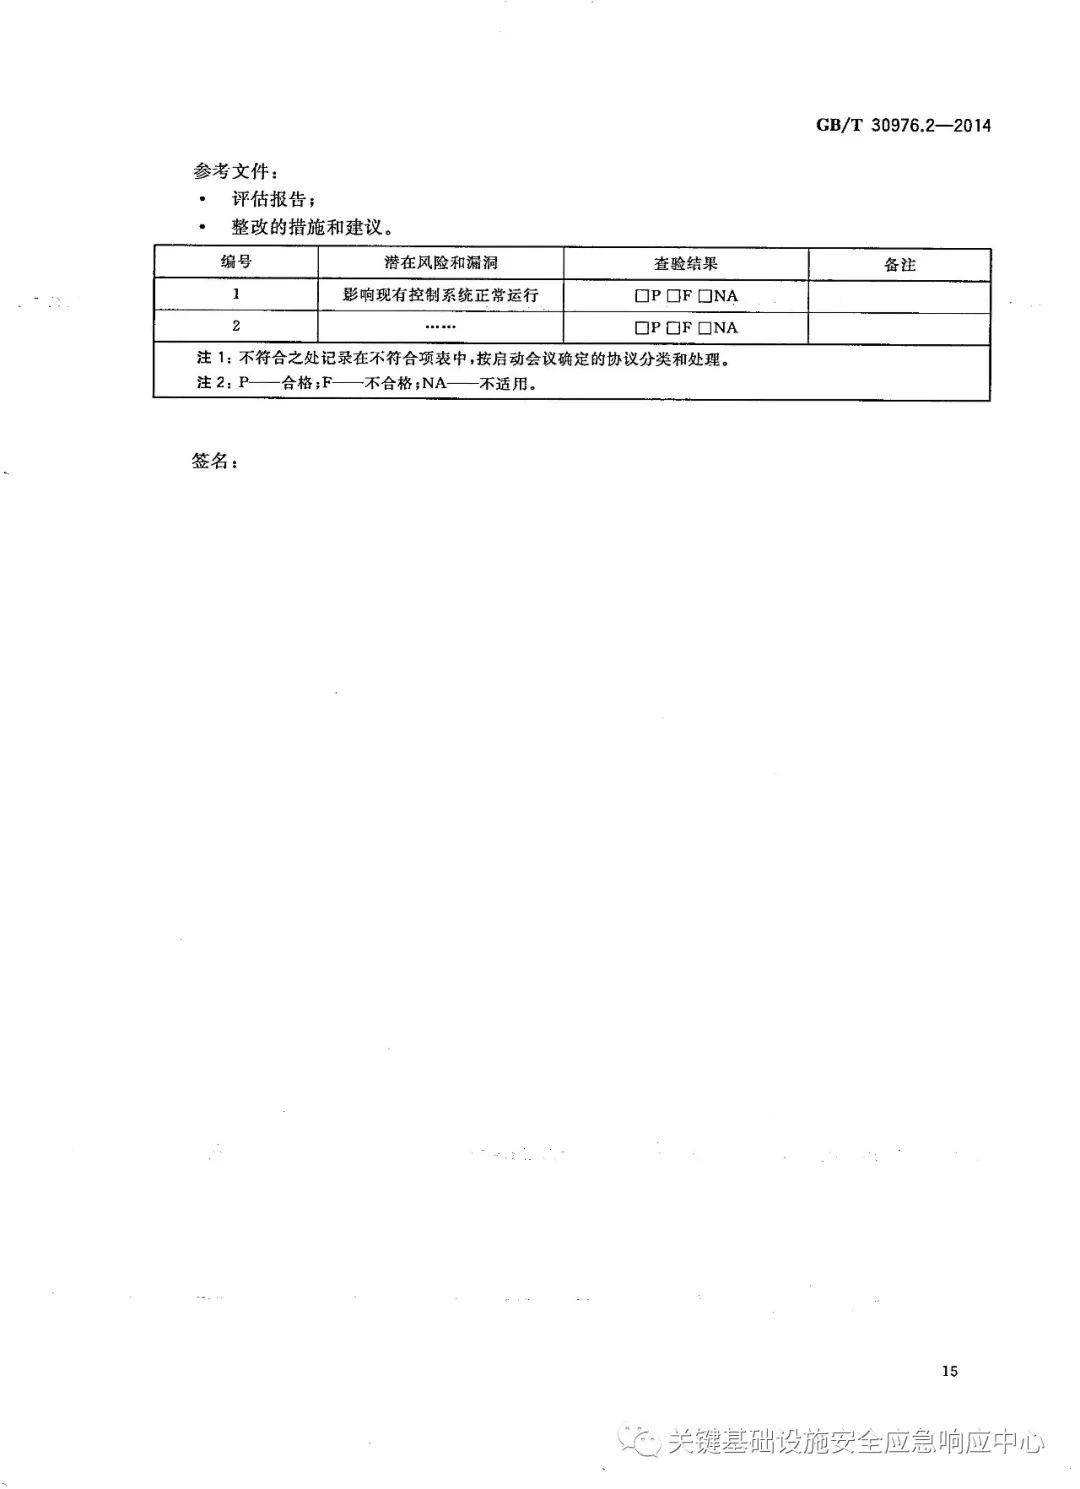 GB/T 30976.2—2014
参考文件：
• 评估报告；
• 整改的措施和建议。
编号 潜在风险和漏洞 查验结果 备注
1 影响现有控制系统正常运行 □P □F □NA
2 …… □P □F □NA
注 1：不符合之处记录在不符合项表中,按启动会议确定的协议分类和处理。
注 2：P——合格;F——不合格;NA——不适用。
签名：
15
关键基础设施安全应急响应中心